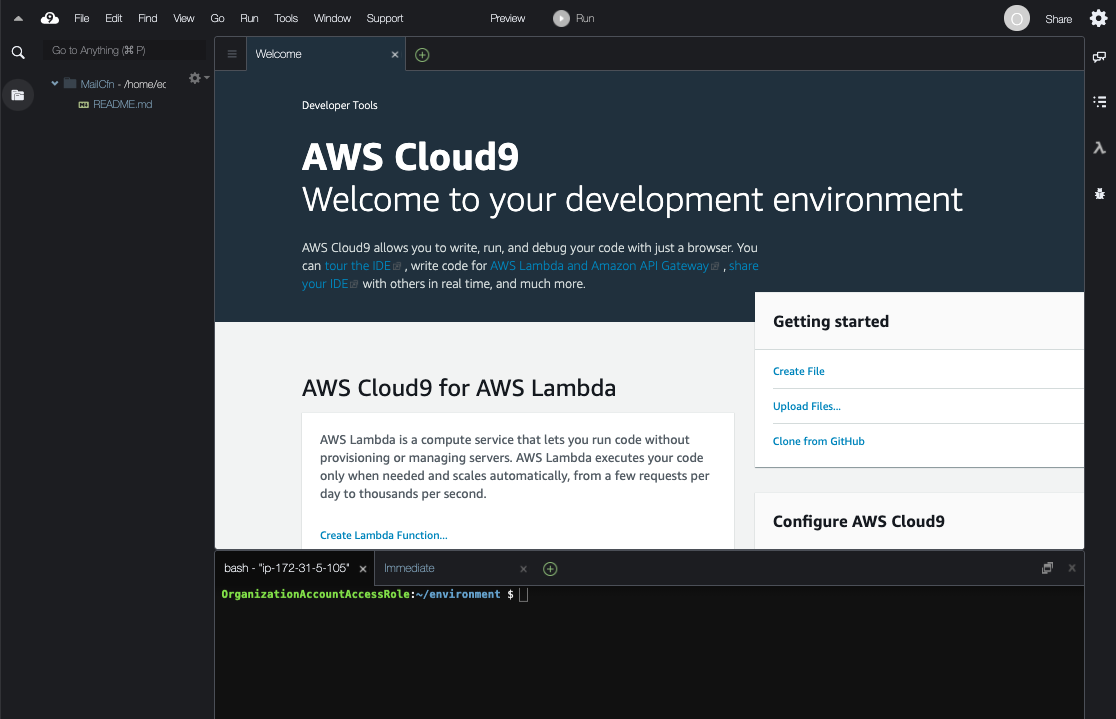 9 File Edit Find View Go Run Tools Window Support Preview Run O Share
Go to Anything (⌘ P)
MailCfn - /home/ec
README.md
Welcome
Developer Tools
AWS Cloud9
Welcome to your development environment
AWS Cloud9 allows you to write, run, and debug your code with just a browser. You
can tour the IDE , write code for AWS Lambda and Amazon API Gateway , share
your IDE with others in real time, and much more.
Getting started
Create File
Upload Files...
Clone from GitHub
AWS Cloud9 for AWS Lambda
AWS Lambda is a compute service that lets you run code without
provisioning or managing servers. AWS Lambda executes your code
only when needed and scales automatically, from a few requests per
day to thousands per second.
Create Lambda Function...
Configure AWS Cloud9
bash - "ip-172-31-5-105" Immediate
OrganizationAccountAccessRole:~/environment $